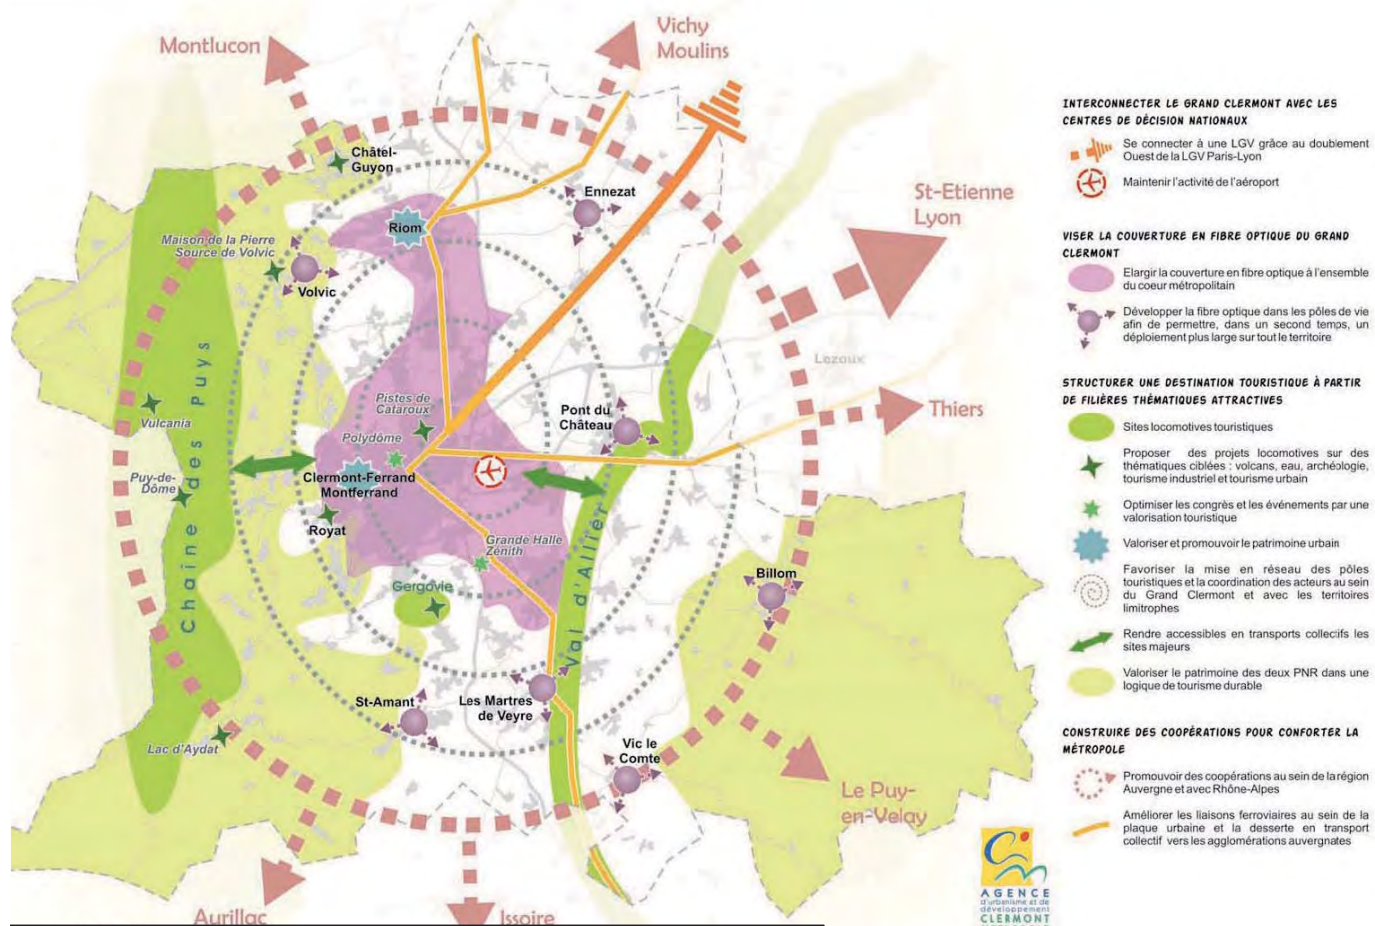 Montlucon
Vichy
Moulins
Châtel-
Guyon
Ennezat
St-Etienne
Lyon
Riom
Maison de la Pierre
Source de Volvic
Volvic
Lezoux
Pistes de
Cataroux
Pont du
Château
Thiers
Polydôme
Vulcania
Chaîne des Puys
Puy-de-
Dôme
Clermont-Ferrand
Montferrand
Royat
Grande Halle
Zénith
Val d'Allier
Gergovie
Billom
St-Amant
Les Martres
de Veyre
Lac d'Aydat
Vic le
Comte
Le Puy-
en-Velay
Aurillac
Issoire
INTERCONNECTER LE GRAND CLERMONT AVEC LES
CENTRES DE DÉCISION NATIONAUX
Se connecter à une LGV grâce au doublement
Ouest de la LGV Paris-Lyon
Maintenir l'activité de l'aéroport
VISER LA COUVERTURE EN FIBRE OPTIQUE DU GRAND
CLERMONT
Elargir la couverture en fibre optique à l'ensemble
du coeur métropolitain
Développer la fibre optique dans les pôles de vie
afin de permettre, dans un second temps, un
déploiement plus large sur tout le territoire
STRUCTURER UNE DESTINATION TOURISTIQUE À PARTIR
DE FILIÈRES THÉMATIQUES ATTRACTIVES
Sites locomotives touristiques
Proposer des projets locomotives sur des
thématiques ciblées : volcans, eau, archéologie,
tourisme industriel et tourisme urbain
Optimiser les congrès et les événements par une
valorisation touristique
Valoriser et promouvoir le patrimoine urbain
Favoriser la mise en réseau des pôles
touristiques et la coordination des acteurs au sein
du Grand Clermont et avec les territoires
limitrophes
Rendre accessibles en transports collectifs les
sites majeurs
Valoriser le patrimoine des deux PNR dans une
logique de tourisme durable
CONSTRUIRE DES COOPÉRATIONS POUR CONFORTER LA
MÉTROPOLE
Promouvoir des coopérations au sein de la région
Auvergne et avec Rhône-Alpes
Améliorer les liaisons ferroviaires au sein de la
plaque urbaine et la desserte en transport
collectif vers les agglomérations auvergnates
AGENCE
d'urbanisme et de
développement
CLERMONT